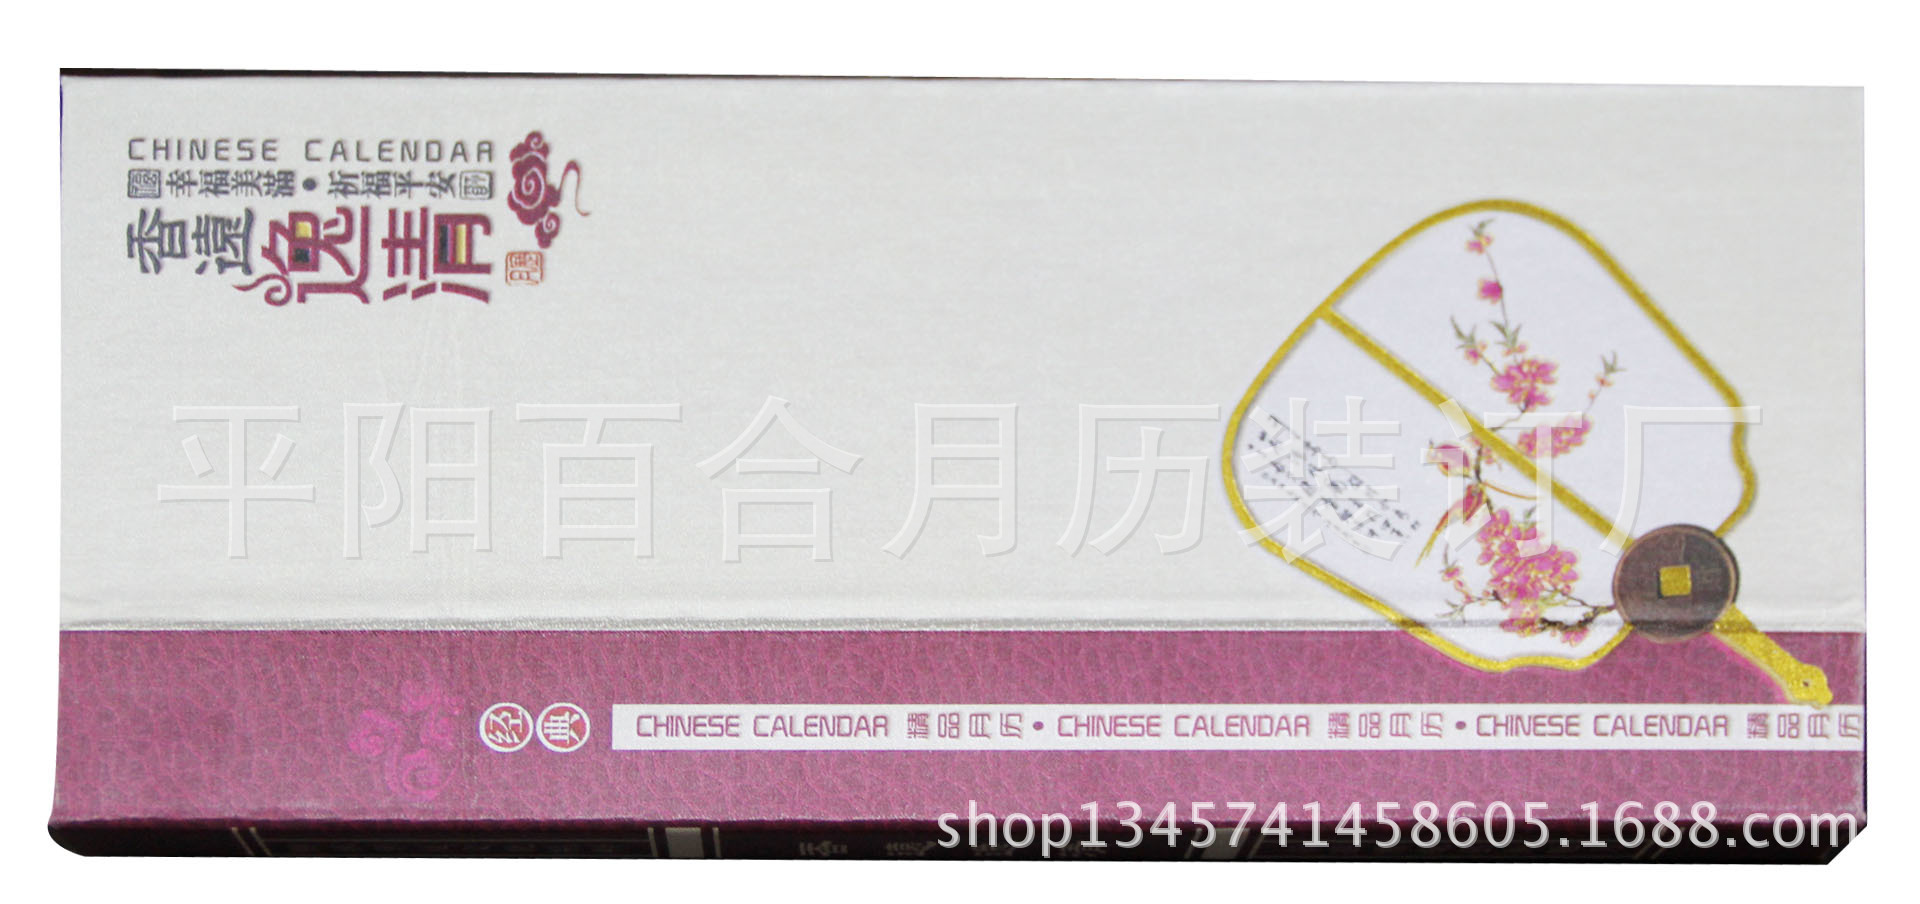 CHINESE CALENDAR
幸福美满·祈福平安
香遠逸清
平阳百合月历装订厂
经典
CHINESE CALENDAR 精品月历·CHINESE CALENDAR 精品月历·CHINESE CALENDAR 精品月历
shop1345741458605.1688.com